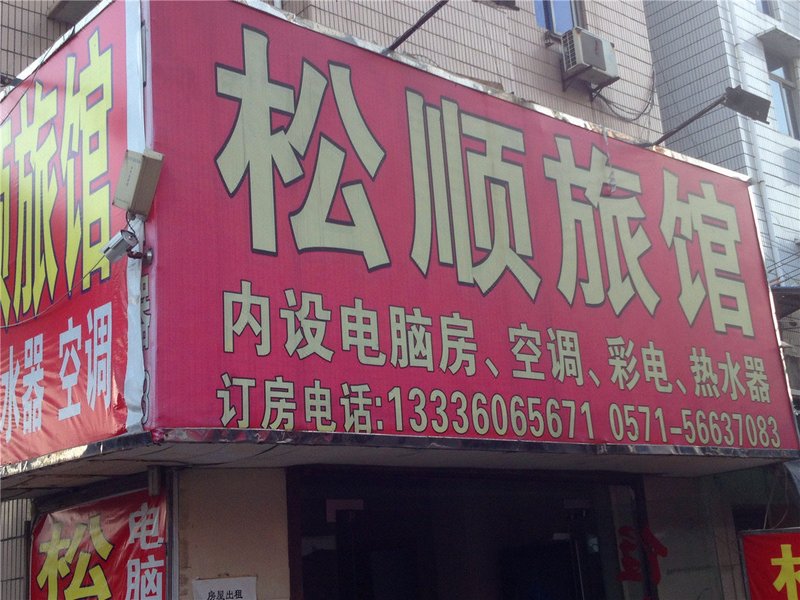 松顺旅馆
内设电脑房、空调、彩电、热水器
订房电话:13336065671 0571-56637083
旅馆
水器 空调
松
电脑
房屋出租